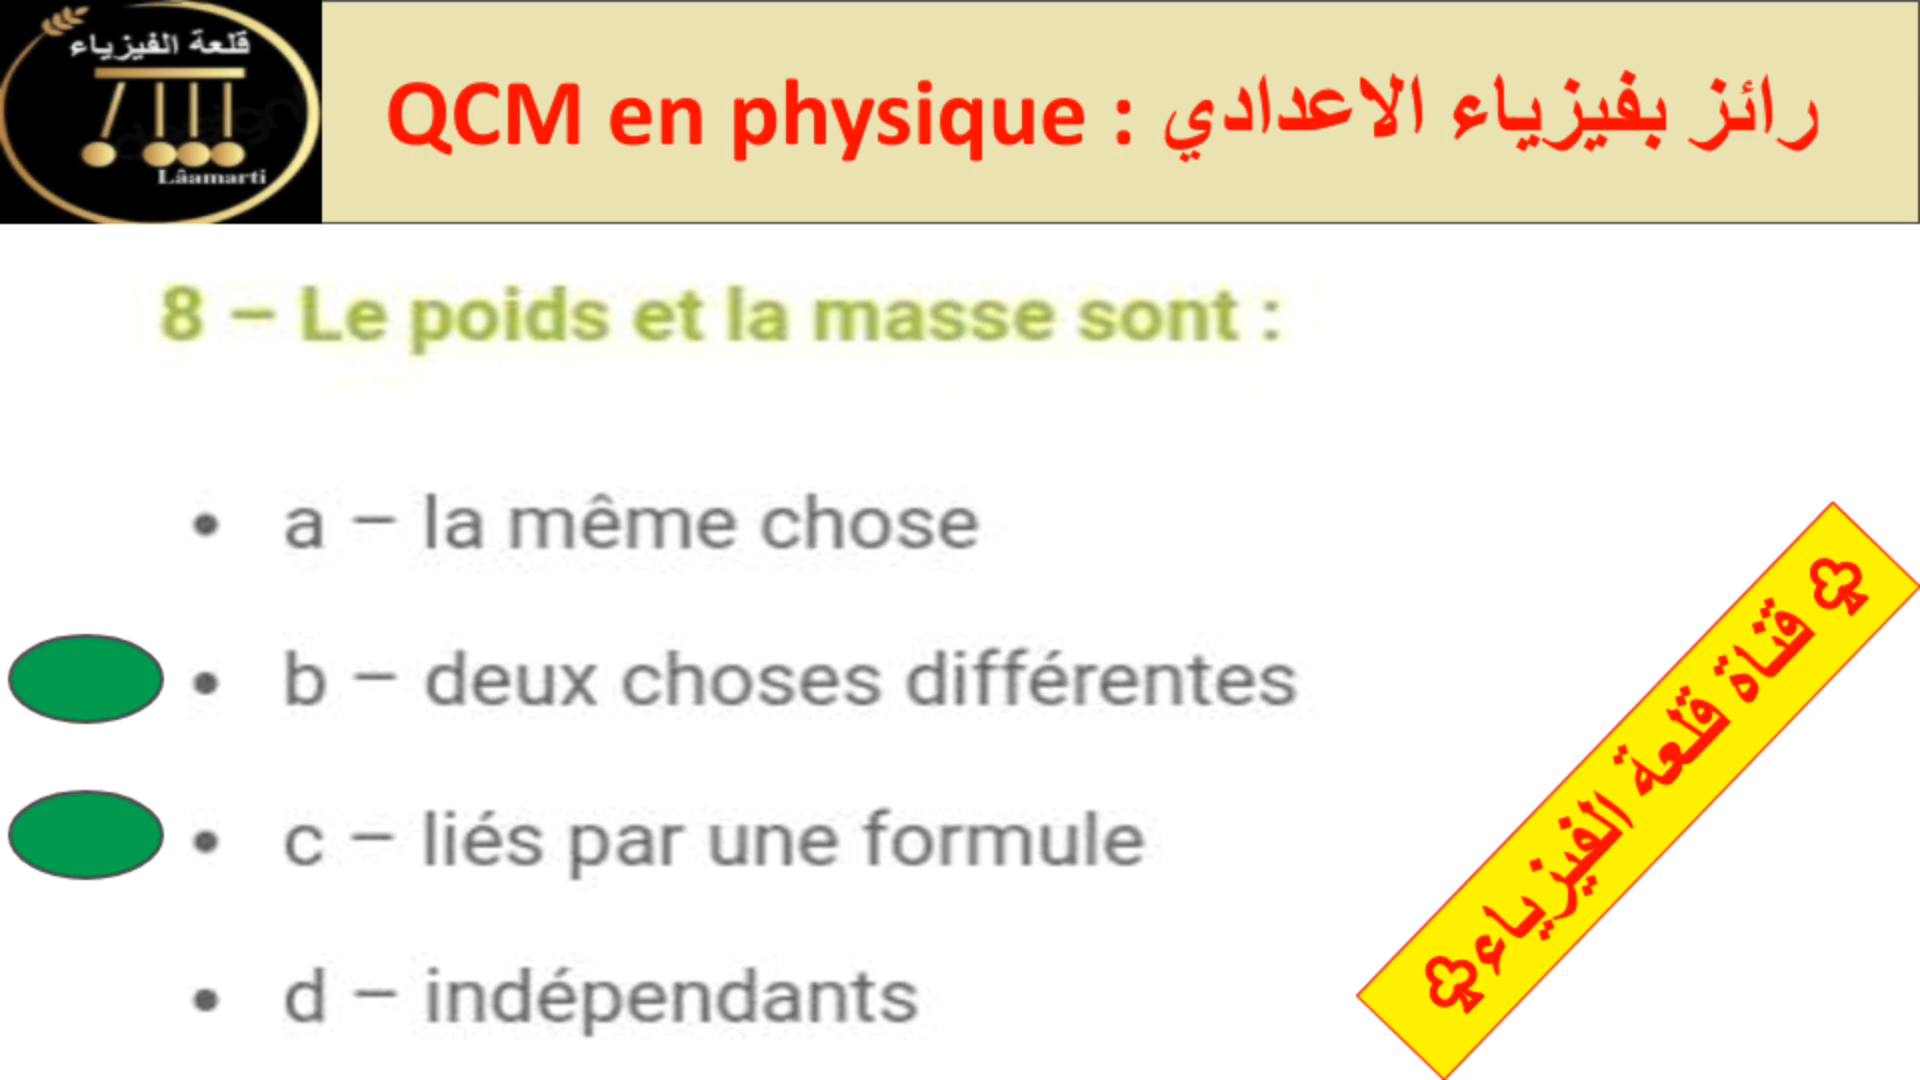 قلعة الفيزياء
Lâamarti
QCM en physique : رائز بفيزياء الاعدادي
8 – Le poids et la masse sont :
• a – la même chose
• b – deux choses différentes
• c – liés par une formule
• d – indépendants
♧ قناة قلعة الفيزياء♧